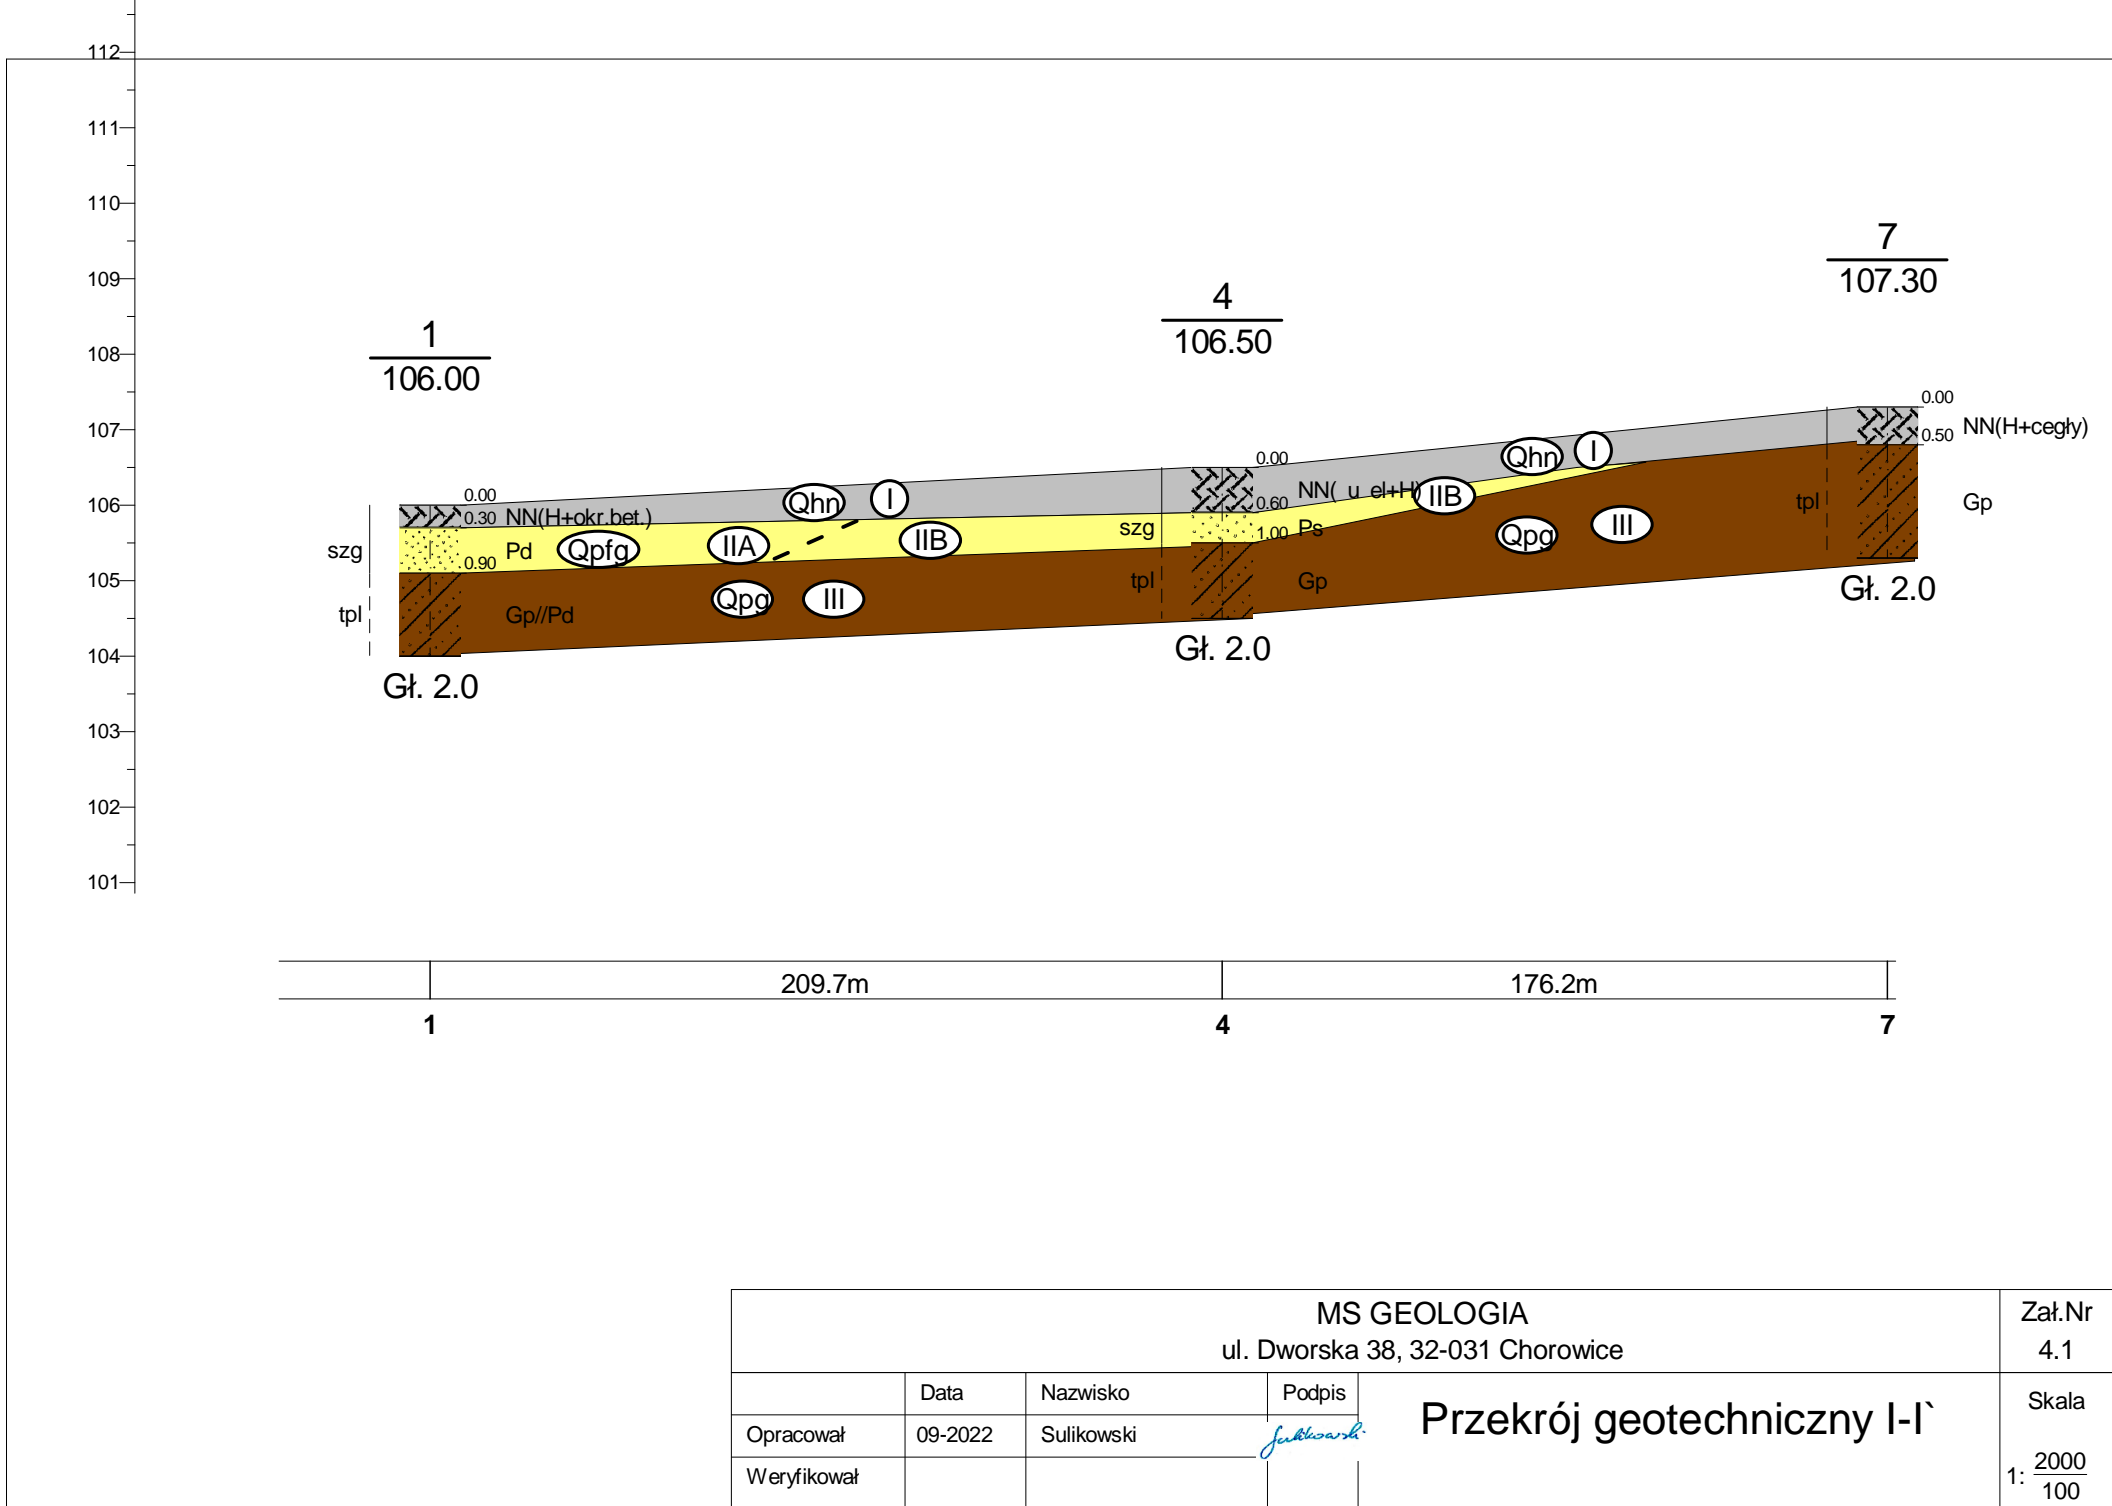 112
111
110
109
108
107
106
105
104
103
102
101
1
106.00
4
106.50
7
107.30
0.00
0.30
0.90
NN(H+okr.bet.)
Pd
Gp//Pd
szg
tpl
Gł. 2.0
Qhn
I
Qpfg
IIA
IIB
Qpg
III
0.00
0.60
1.00
NN( u el+H)
Ps
Gp
szg
tpl
Gł. 2.0
Qhn
I
IIB
Qpg
III
0.00
0.50
NN(H+cegły)
Gp
tpl
Gł. 2.0
209.7m
176.2m
1
4
7
MS GEOLOGIA
ul. Dworska 38, 32-031 Chorowice
Zał.Nr
4.1
Data
Nazwisko
Podpis
Opracował
09-2022
Sulikowski
Sulikowski
Weryfikował
Przekrój geotechniczny I-I`
Skala
1: 2000
100